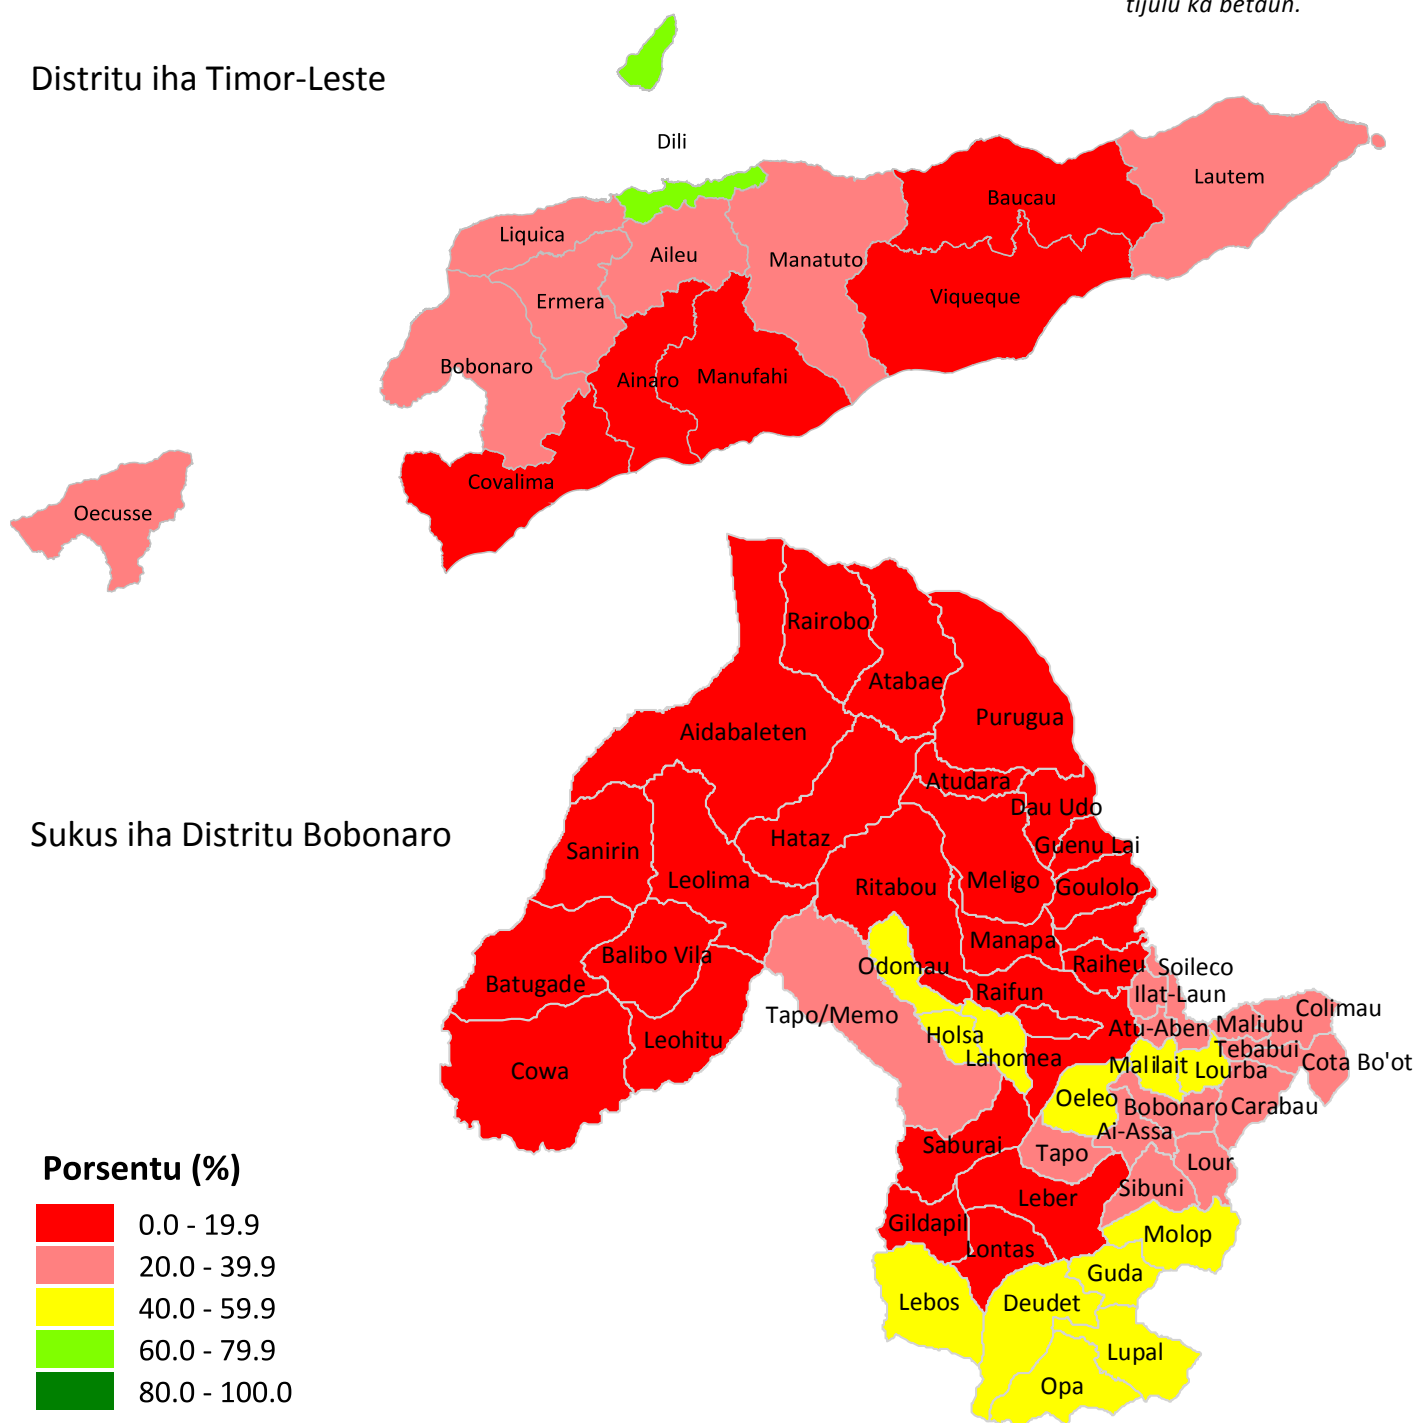 tijulu ka betaun.
Distritu iha Timor-Leste
Dili
Lautem
Baucau
Liquica
Aileu
Manatuto
Viqueque
Ermera
Bobonaro
Ainaro
Manufahi
Covalima
Oecusse
Rairobo
Atabae
Purugua
Aidabaleten
Atudara
Dau Udo
Sukus iha Distritu Bobonaro
Hataz
Guenu Lai
Sanirin
Leolima
Ritabou
Meligo
Goulolo
Manapa
Balibo Vila
Odomau
Raiheu
Soileco
Batugade
Raifun
Ilat-Laun
Tapo/Memo
Colimau
Atu-Aben
Maliubu
Leohitu
Holsa
Tebabui
Lahomea
Malilait
Lourba
Cota Bo'ot
Cowa
Oeleo
Bobonaro
Carabau
Ai-Assa
Saburai
Tapo
Lour
Sibuni
Leber
Gildapil
Molop
Lontas
Guda
Lebos
Deudet
Lupal
Opa
Porsentu (%)
0.0 - 19.9
20.0 - 39.9
40.0 - 59.9
60.0 - 79.9
80.0 - 100.0